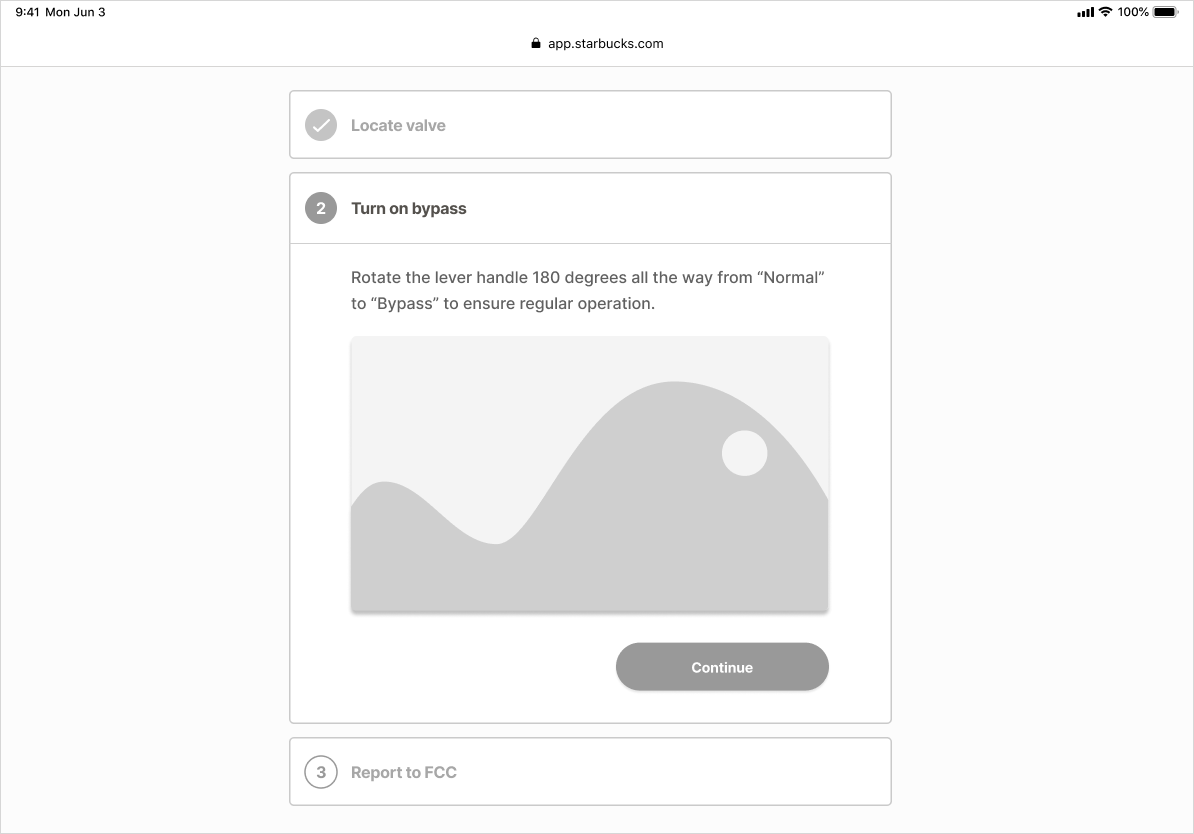 9:41 Mon Jun 3
100%
app.starbucks.com
Locate valve
2
Turn on bypass
Rotate the lever handle 180 degrees all the way from “Normal”
to “Bypass” to ensure regular operation.
Continue
3
Report to FCC